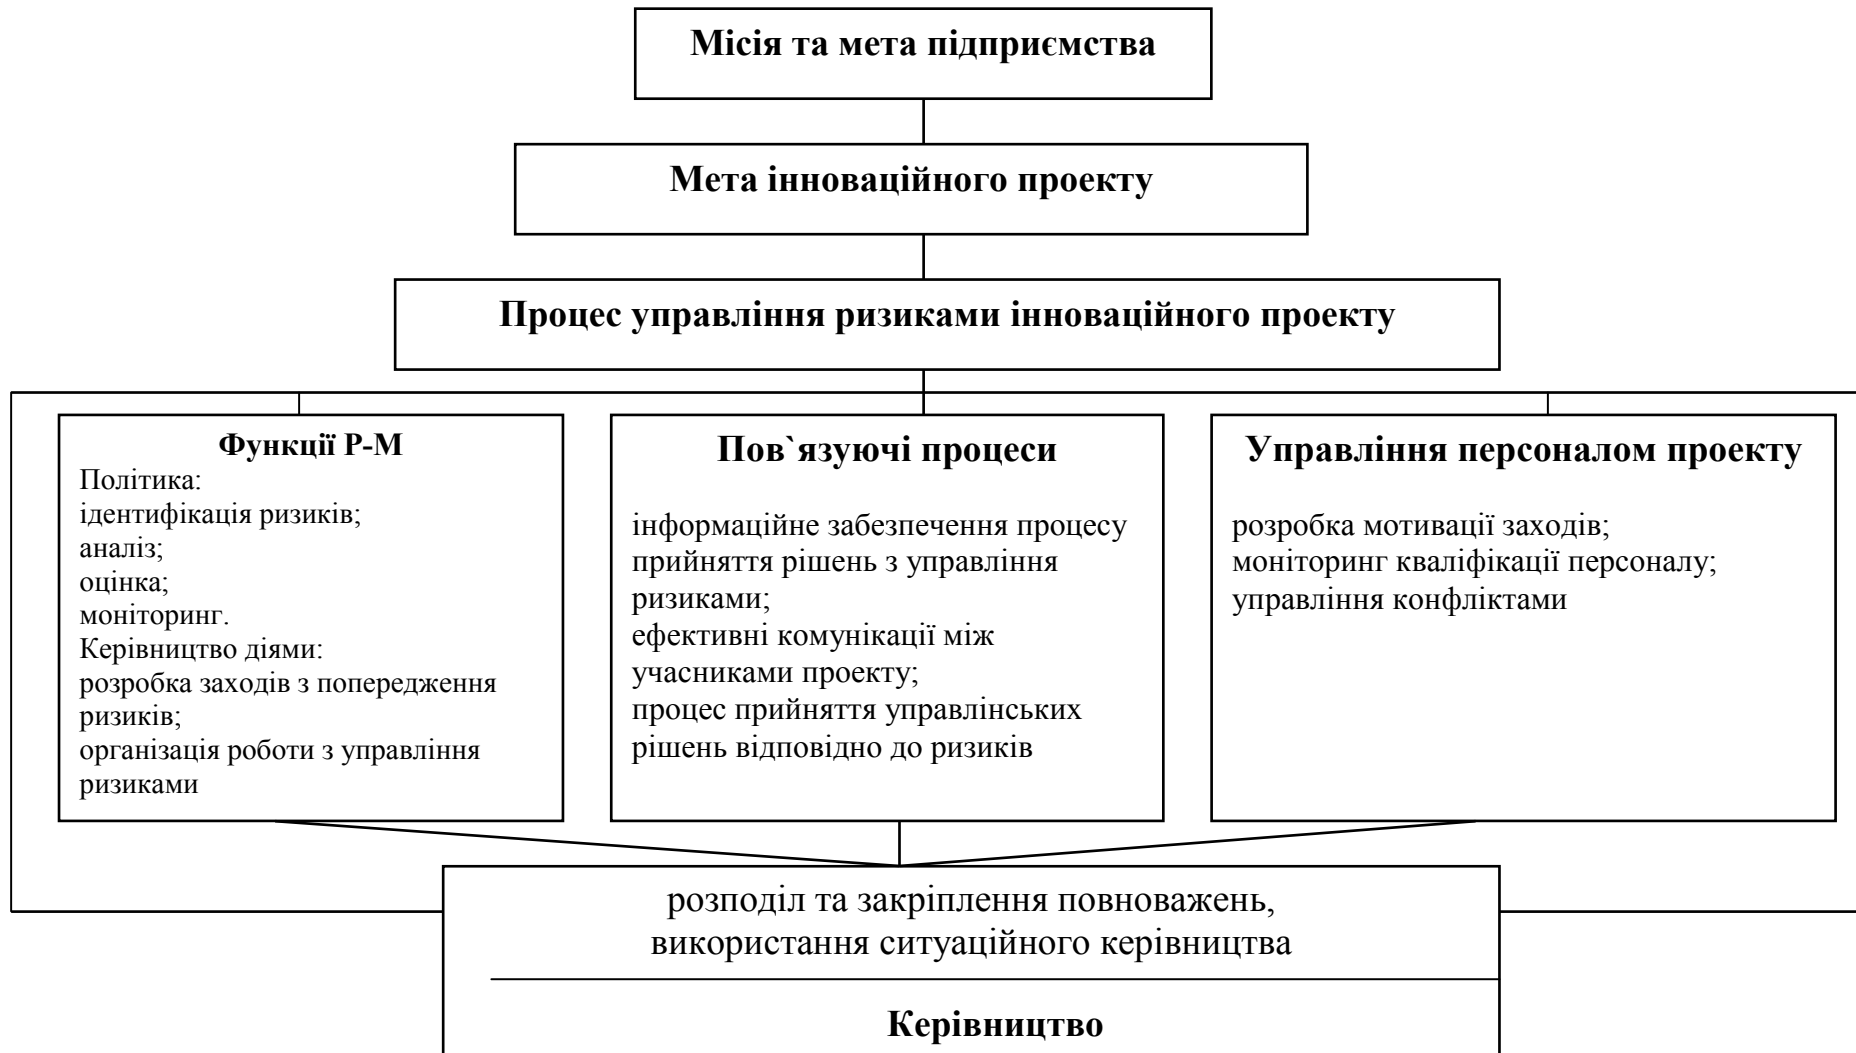 Місія та мета підприємства
Мета інноваційного проекту
Процес управління ризиками інноваційного проекту
Функції Р-М
Політика:
ідентифікація ризиків;
аналіз;
оцінка;
моніторинг.
Керівництво діями:
розробка заходів з попередження
ризиків;
організація роботи з управління
ризиками
Пов`язуючі процеси
інформаційне забезпечення процесу
прийняття рішень з управління
ризиками;
ефективні комунікації між
учасниками проекту;
процес прийняття управлінських
рішень відповідно до ризиків
Управління персоналом проекту
розробка мотивації заходів;
моніторинг кваліфікації персоналу;
управління конфліктами
розподіл та закріплення повноважень,
використання ситуаційного керівництва
Керівництво